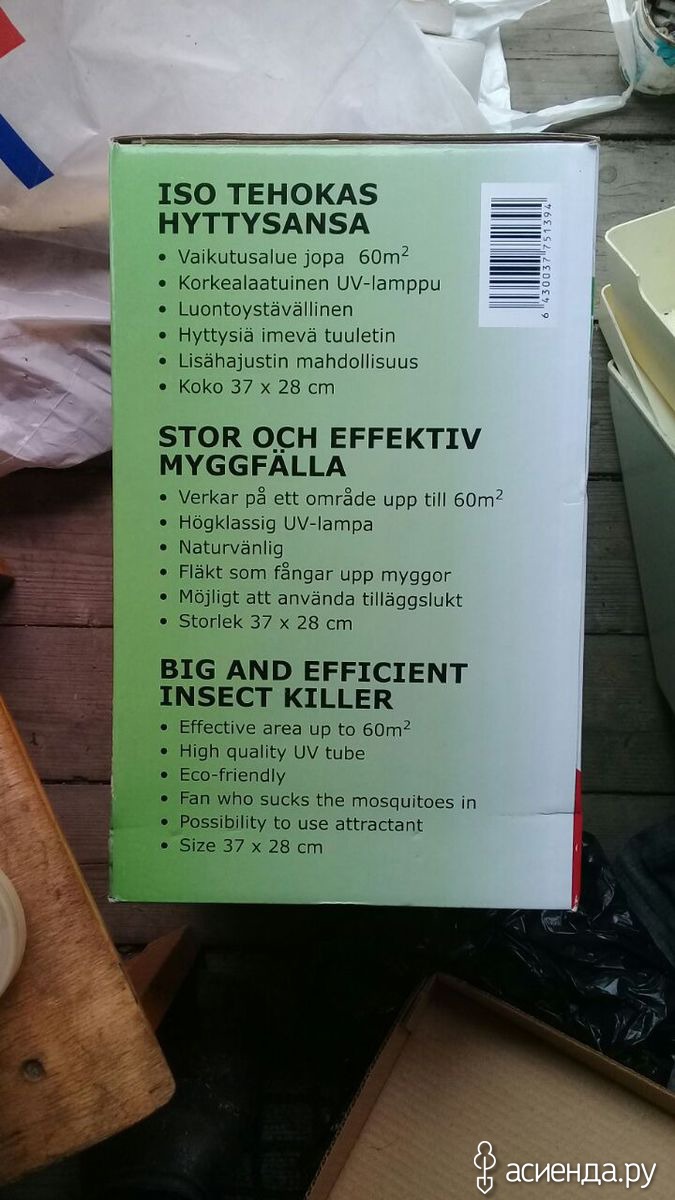 ISO TEHOKAS
HYTTYSANSA
• Vaikutusalue jopa 60m²
• Korkealaatuinen UV-lamppu
• Luontoystävällinen
• Hyttysiä imevä tuuletin
• Lisähajustin mahdollisuus
• Koko 37 x 28 cm
6 430037 751394
STOR OCH EFFEKTIV
MYGGFÄLLA
• Verkar på ett område upp till 60m²
• Högklassig UV-lampa
• Naturvänlig
• Fläkt som fångar upp myggor
• Möjligt att använda tilläggslukt
• Storlek 37 x 28 cm
BIG AND EFFICIENT
INSECT KILLER
• Effective area up to 60m²
• High quality UV tube
• Eco-friendly
• Fan who sucks the mosquitoes in
• Possibility to use attractant
• Size 37 x 28 cm
асиенда.ру